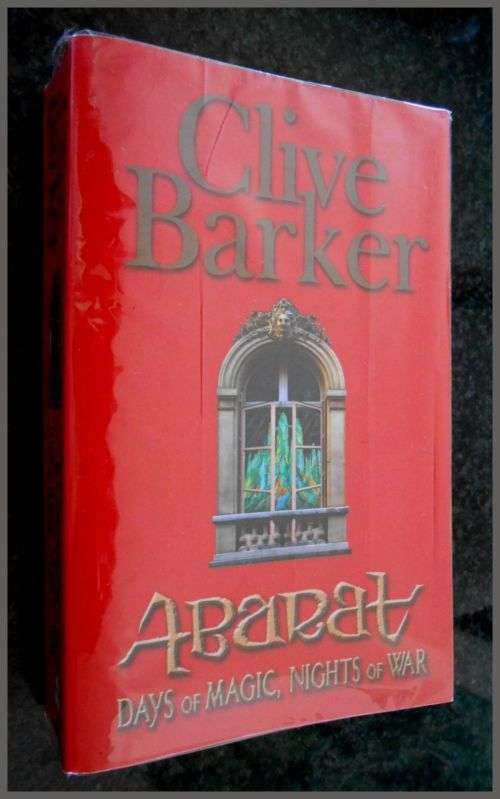 Clive
Barker
Abarat
DAYS OF MAGIC, NIGHTS OF WAR